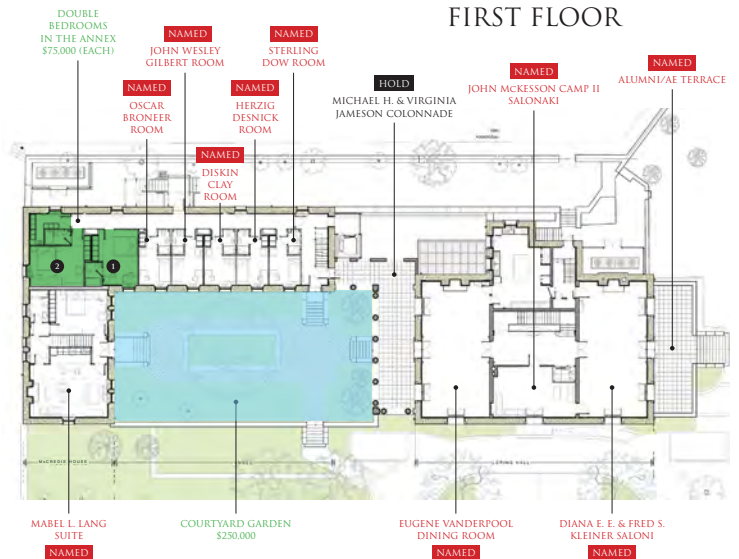 FIRST FLOOR
DOUBLE
BEDROOMS
IN THE ANNEX
$75,000 (EACH)
NAMED
JOHN WESLEY
GILBERT ROOM
NAMED
STERLING
DOW ROOM
NAMED
OSCAR
BRONEER
ROOM
NAMED
HERZIG
DESNICK
ROOM
NAMED
DISKIN
CLAY
ROOM
HOLD
MICHAEL H. & VIRGINIA
JAMESON COLONNADE
NAMED
JOHN McKESSON CAMP II
SALONAKI
NAMED
ALUMNI/AE TERRACE
2
1
LORING HALL
MABEL L. LANG
SUITE
NAMED
COURTYARD GARDEN
$250,000
EUGENE VANDERPOOL
DINING ROOM
NAMED
DIANA E. E. & FRED S.
KLEINER SALONI
NAMED